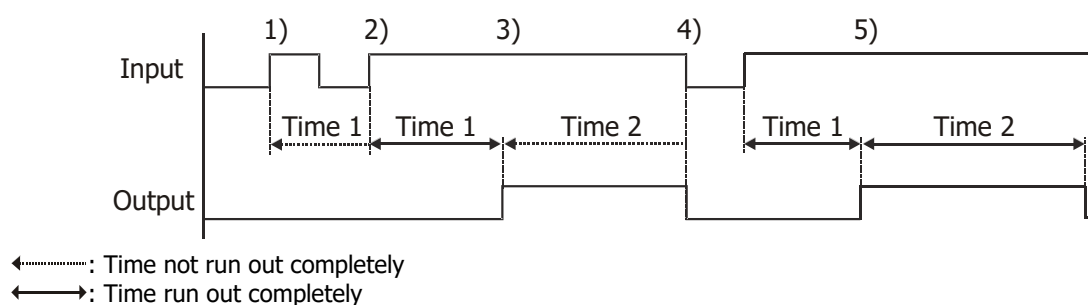 1) 2) 3) 4) 5)
Input
Time 1 Time 1 Time 2 Time 1 Time 2
Output
: Time not run out completely
: Time run out completely